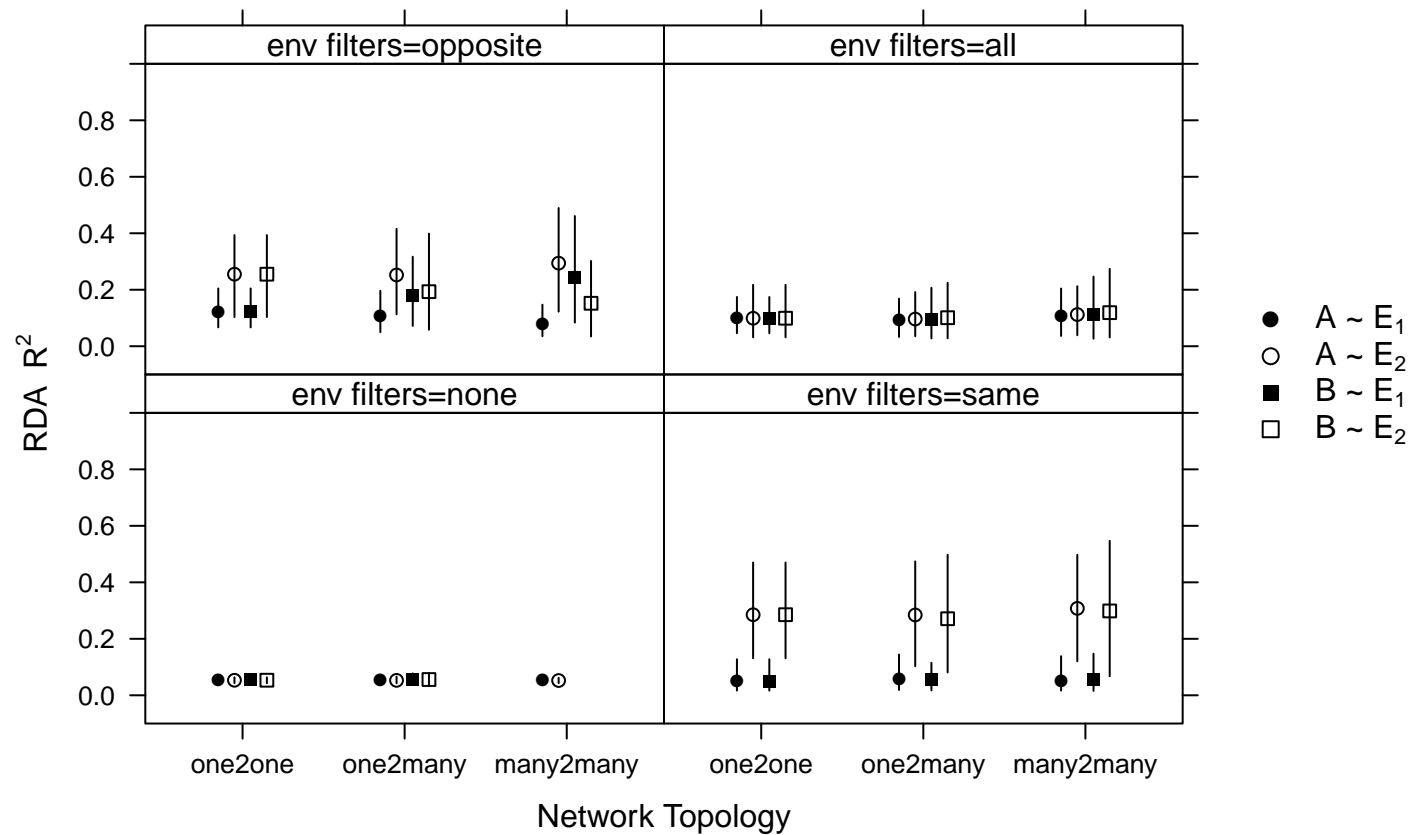 env filters=opposite
env filters=all
0.8
0.6
0.4
0.2
0.0
env filters=none
env filters=same
0.8
0.6
0.4
0.2
0.0
RDA R²
one2one one2many many2many one2one one2many many2many
Network Topology
A ~ E₁
A ~ E₂
B ~ E₁
B ~ E₂